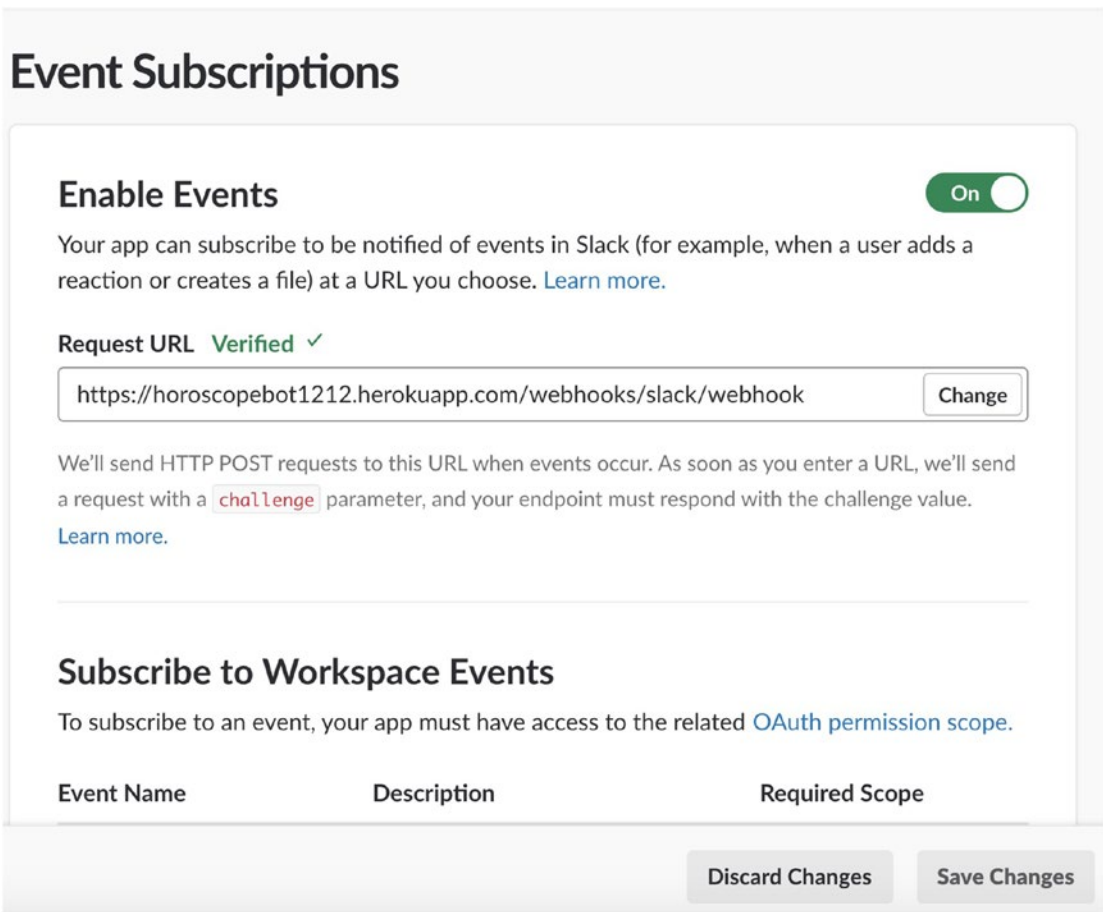 Event Subscriptions
Enable Events
On
Your app can subscribe to be notified of events in Slack (for example, when a user adds a
reaction or creates a file) at a URL you choose. Learn more.
Request URL Verified ✓
https://horoscopebot1212.herokuapp.com/webhooks/slack/webhook Change
We'll send HTTP POST requests to this URL when events occur. As soon as you enter a URL, we'll send
a request with a challenge parameter, and your endpoint must respond with the challenge value.
Learn more.
Subscribe to Workspace Events
To subscribe to an event, your app must have access to the related OAuth permission scope.
Event Name Description Required Scope
Discard Changes Save Changes